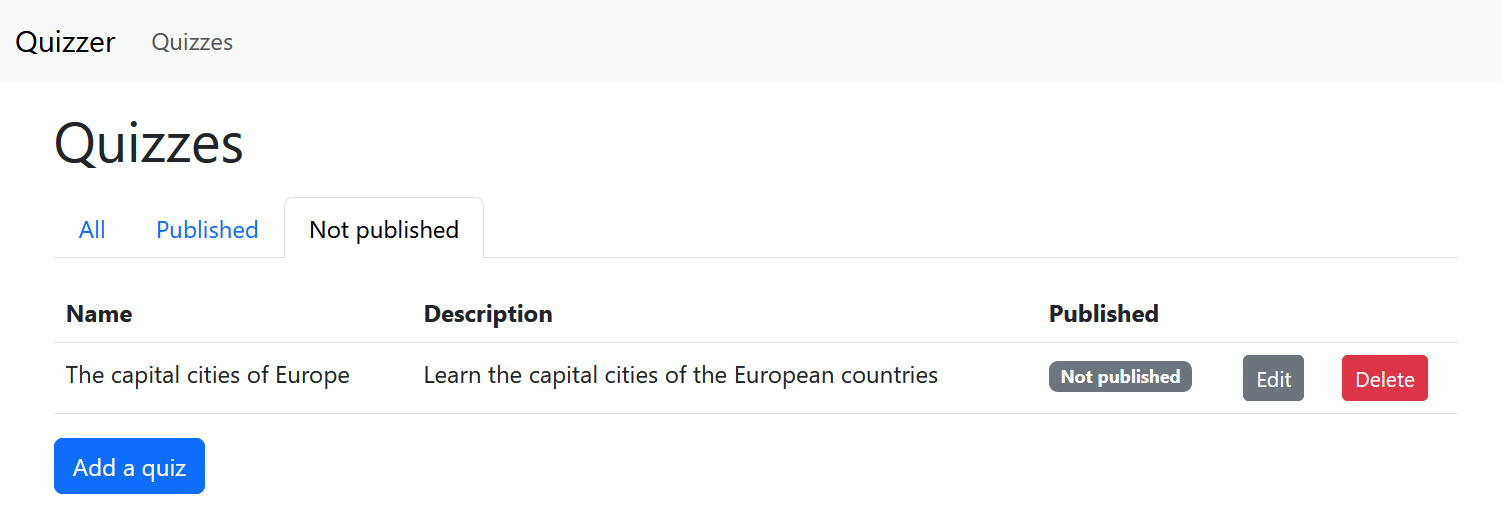 Quizzer Quizzes
Quizzes
All Published Not published
Name Description Published
The capital cities of Europe Learn the capital cities of the European countries Not published Edit Delete
Add a quiz